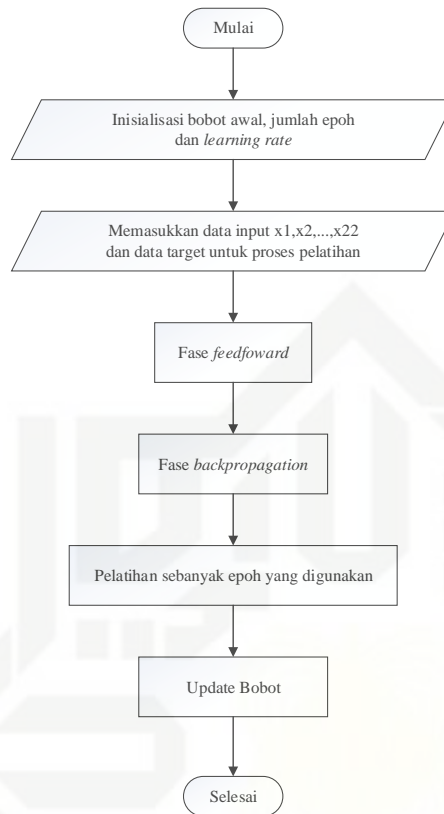 Mulai
Inisialisasi bobot awal, jumlah epoh
dan learning rate
Memasukkan data input x1,x2,...,x22
dan data target untuk proses pelatihan
Fase feedfoward
Fase backpropagation
Pelatihan sebanyak epoh yang digunakan
Update Bobot
Selesai